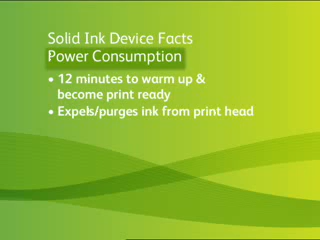 Solid Ink Device Facts
Power Consumption
• 12 minutes to warm up &
become print ready
• Expels/purges ink from print head